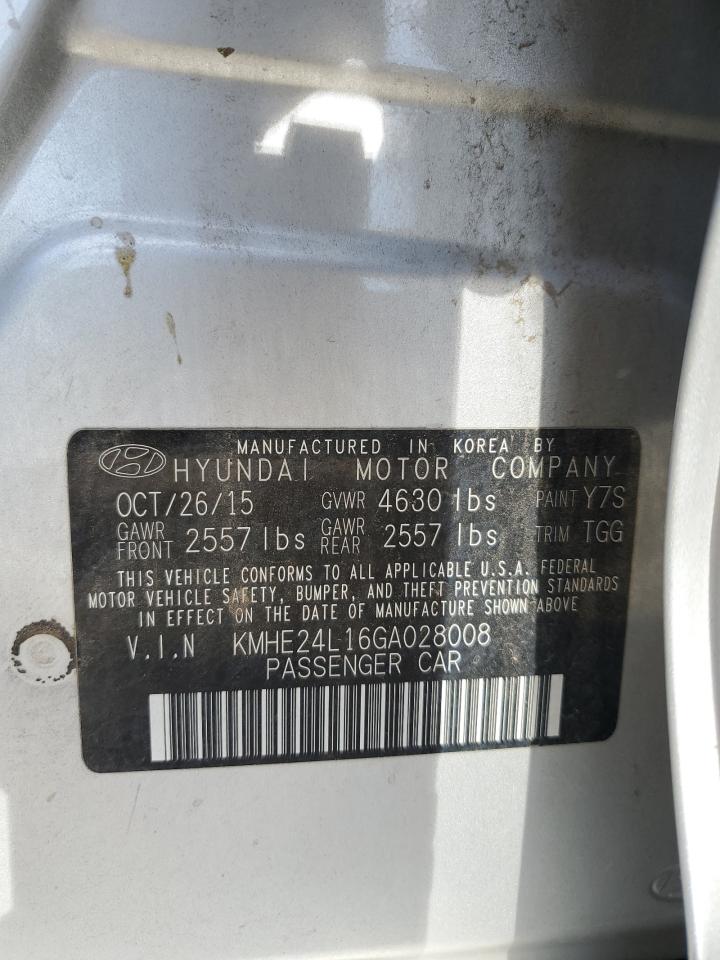 MANUFACTURED IN KOREA BY
HYUNDAI MOTOR COMPANY
OCT/26/15 GVWR 4630 lbs PAINT Y7S
GAWR FRONT 2557 lbs GAWR REAR 2557 lbs TRIM TGG
THIS VEHICLE CONFORMS TO ALL APPLICABLE U.S.A. FEDERAL
MOTOR VEHICLE SAFETY, BUMPER, AND THEFT PREVENTION STANDARDS
IN EFFECT ON THE DATE OF MANUFACTURE SHOWN ABOVE
V.I.N KMHE24L16GA028008
PASSENGER CAR